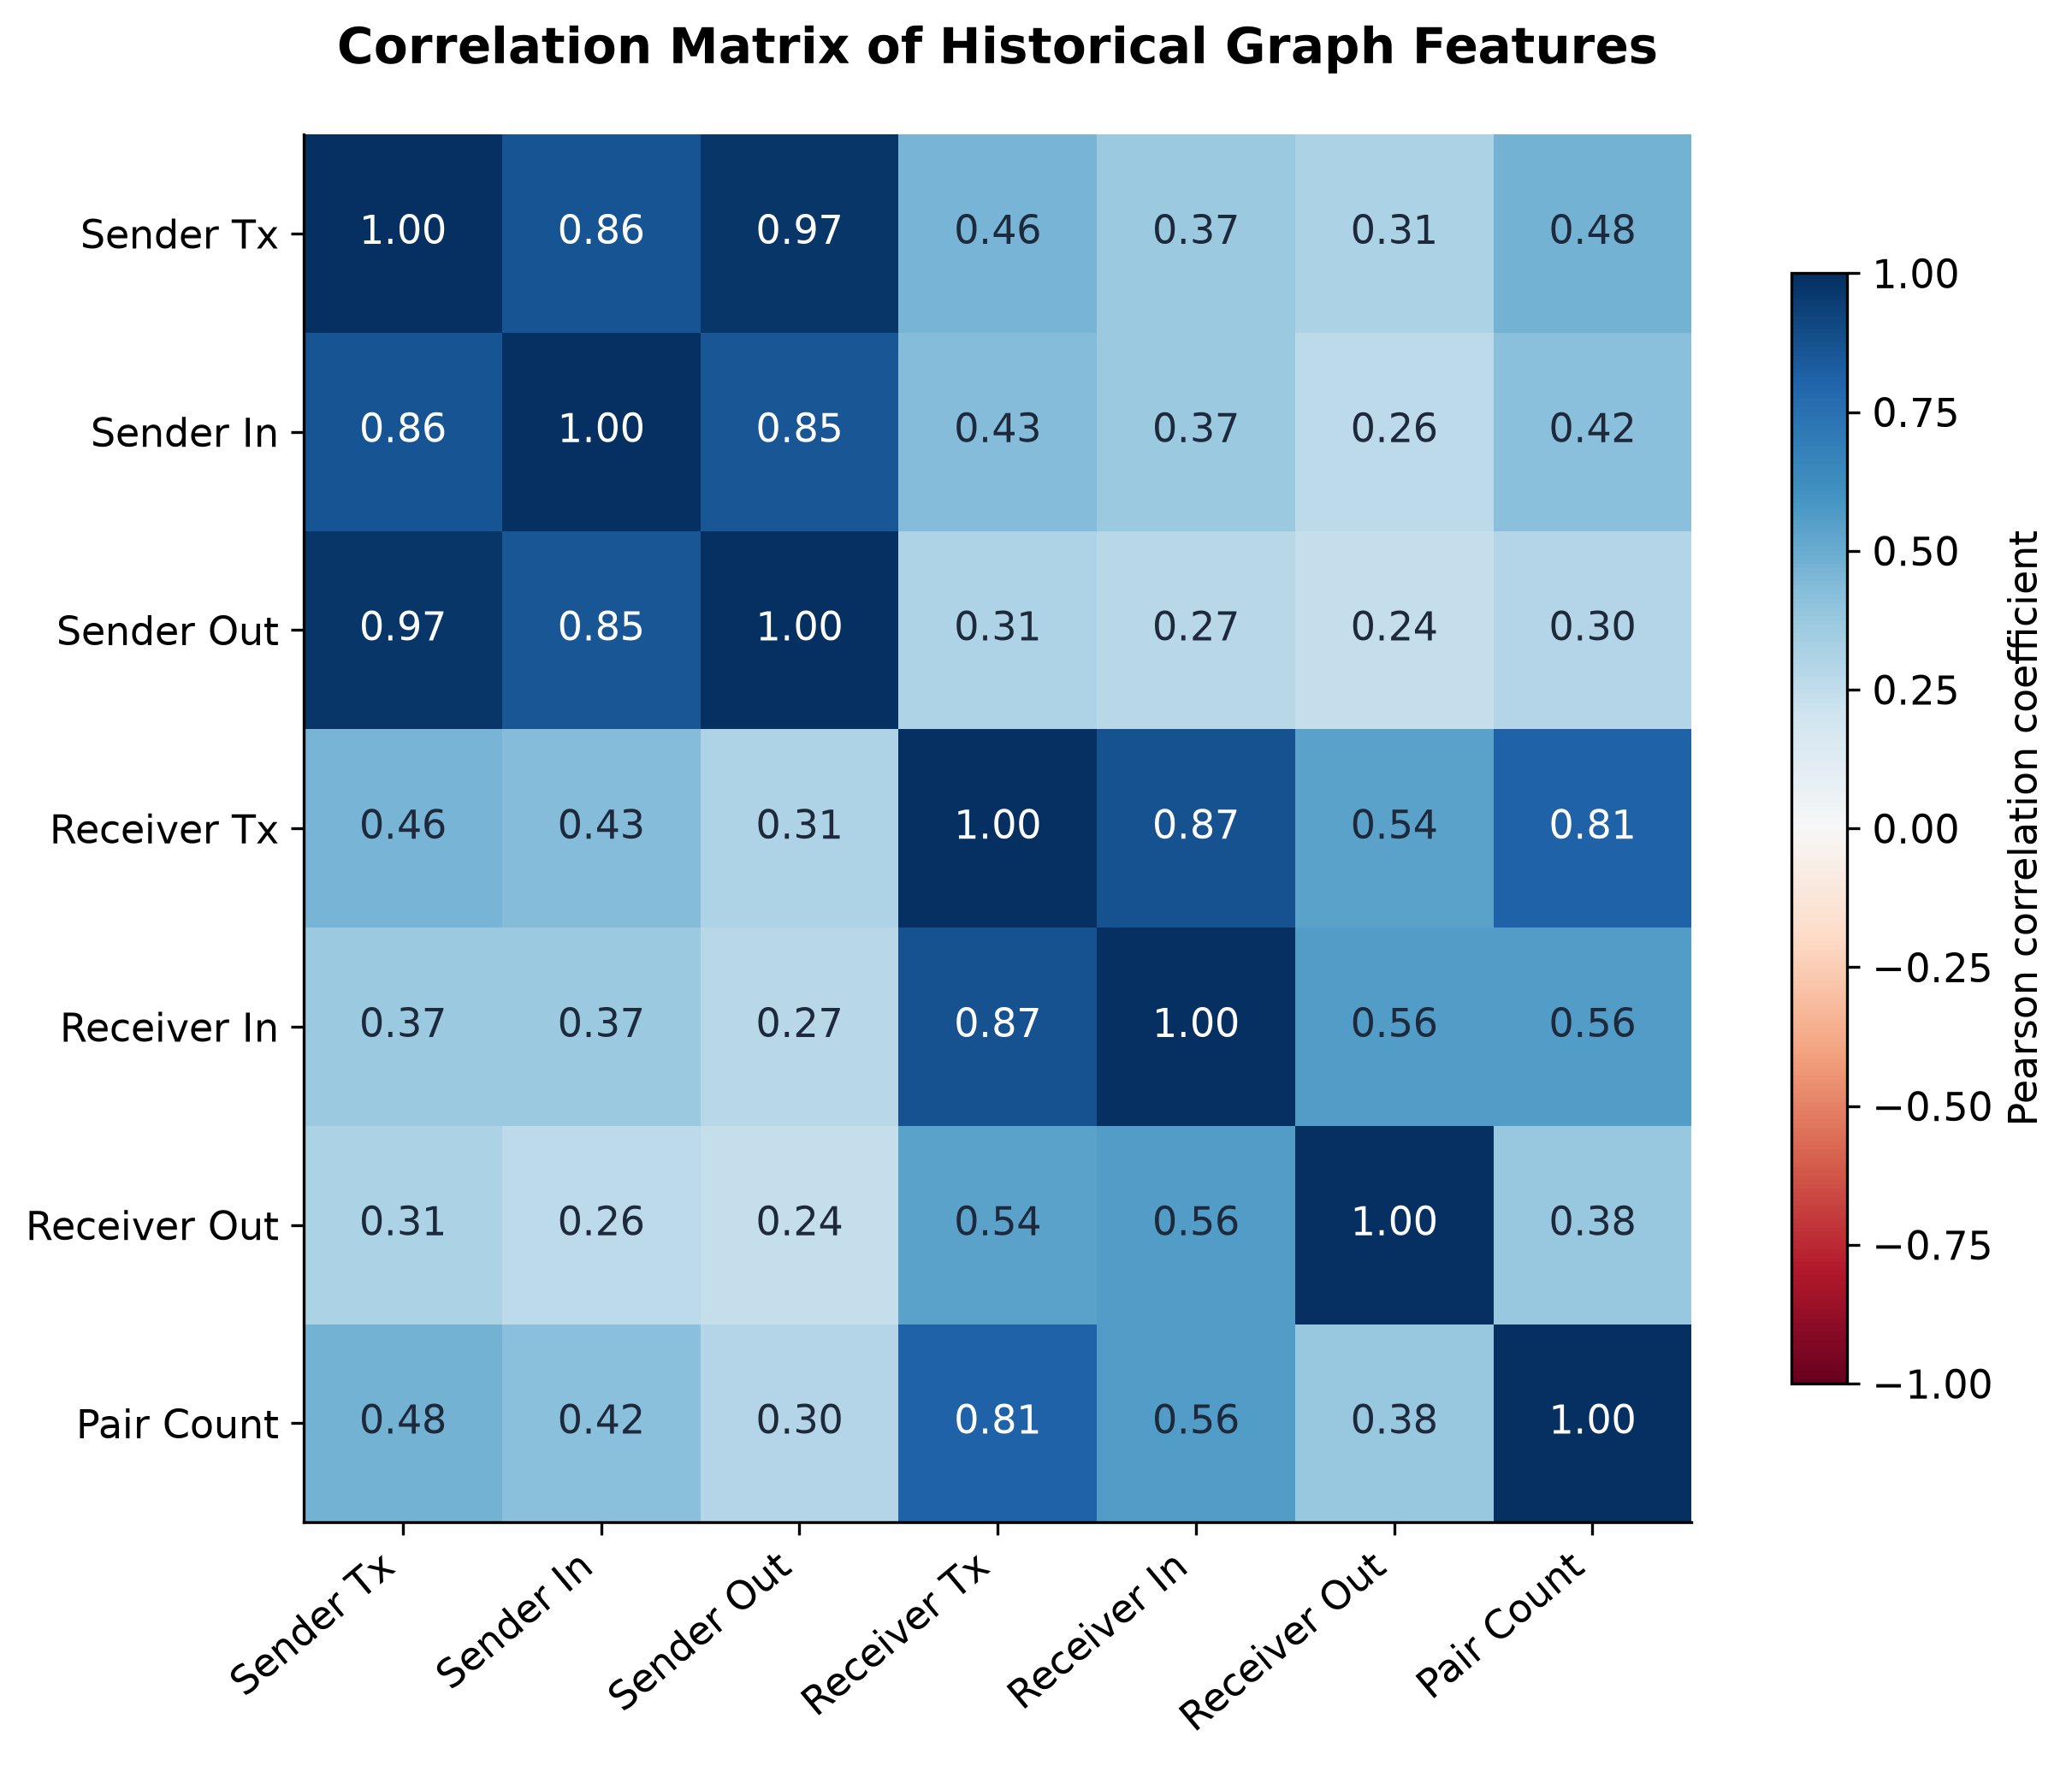 Correlation Matrix of Historical Graph Features
Sender Tx 1.00 0.86 0.97 0.46 0.37 0.31 0.48
Sender In 0.86 1.00 0.85 0.43 0.37 0.26 0.42
Sender Out 0.97 0.85 1.00 0.31 0.27 0.24 0.30
Receiver Tx 0.46 0.43 0.31 1.00 0.87 0.54 0.81
Receiver In 0.37 0.37 0.27 0.87 1.00 0.56 0.56
Receiver Out 0.31 0.26 0.24 0.54 0.56 1.00 0.38
Pair Count 0.48 0.42 0.30 0.81 0.56 0.38 1.00
Sender Tx
Sender In
Sender Out
Receiver Tx
Receiver In
Receiver Out
Pair Count
1.00
0.75
0.50
0.25
0.00
−0.25
−0.50
−0.75
−1.00
Pearson correlation coefficient